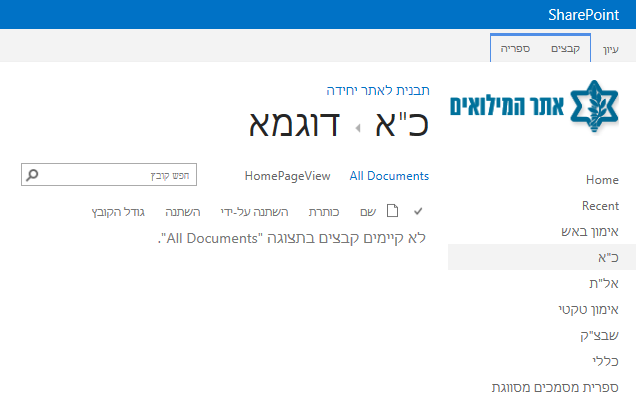 SharePoint
עיון קבצים ספריה
אתר המילואים
תבנית לאתר יחידה
כ"א דוגמא
All Documents HomePageView חפש קובץ
שם כותרת השתנה על-ידי השתנה גודל הקובץ
לא קיימים קבצים בתצוגה "All Documents".
Home
Recent
אימון באש
כ"א
אל"ת
אימון טקטי
שבצ"ק
כללי
ספרית מסמכים מסווגת